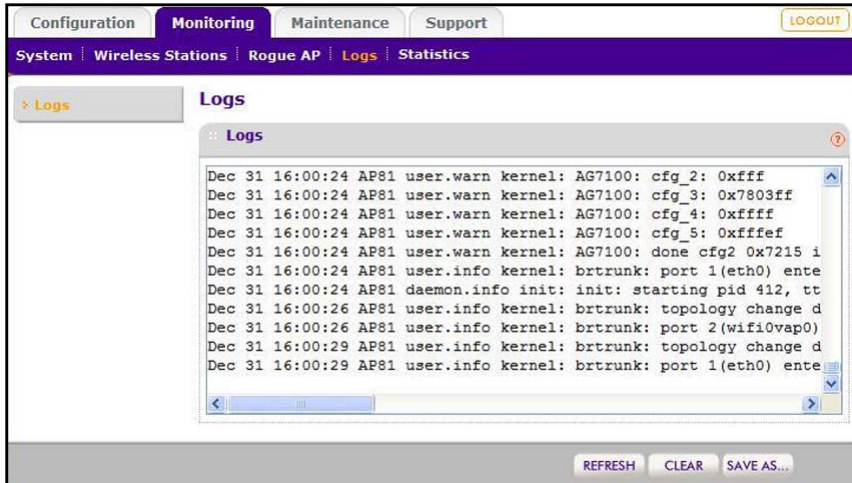 Configuration Monitoring Maintenance Support LOGOUT
System Wireless Stations Rogue AP Logs Statistics
Logs
Logs
Logs ?
Dec 31 16:00:24 AP81 user.warn kernel: AG7100: cfg_2: 0xfff
Dec 31 16:00:24 AP81 user.warn kernel: AG7100: cfg_3: 0x7803ff
Dec 31 16:00:24 AP81 user.warn kernel: AG7100: cfg_4: 0xffff
Dec 31 16:00:24 AP81 user.warn kernel: AG7100: cfg_5: 0xfffef
Dec 31 16:00:24 AP81 user.warn kernel: AG7100: done cfg2 0x7215 i
Dec 31 16:00:24 AP81 user.info kernel: brtrunk: port 1(eth0) ente
Dec 31 16:00:24 AP81 daemon.info init: init: starting pid 412, tt
Dec 31 16:00:26 AP81 user.info kernel: brtrunk: topology change d
Dec 31 16:00:26 AP81 user.info kernel: brtrunk: port 2(wifi0vap0)
Dec 31 16:00:29 AP81 user.info kernel: brtrunk: topology change d
Dec 31 16:00:29 AP81 user.info kernel: brtrunk: port 1(eth0) ente
REFRESH CLEAR SAVE AS...